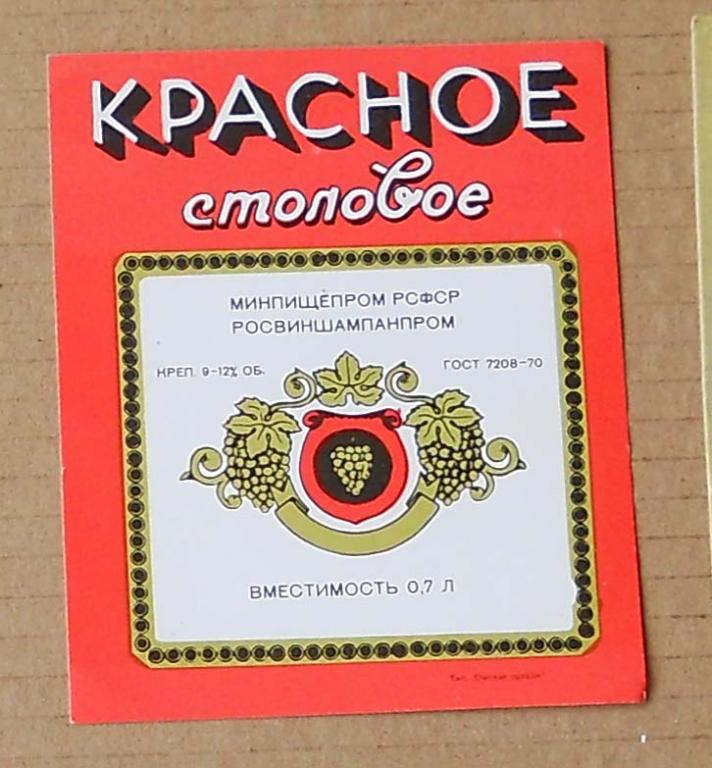 КРАСНОЕ
столовое
МИНПИЩЕПРОМ РСФСР
РОСВИНШАМПАНПРОМ
КРЕП. 9-12% ОБ.
ГОСТ 7208-70
ВМЕСТИМОСТЬ 0,7 Л